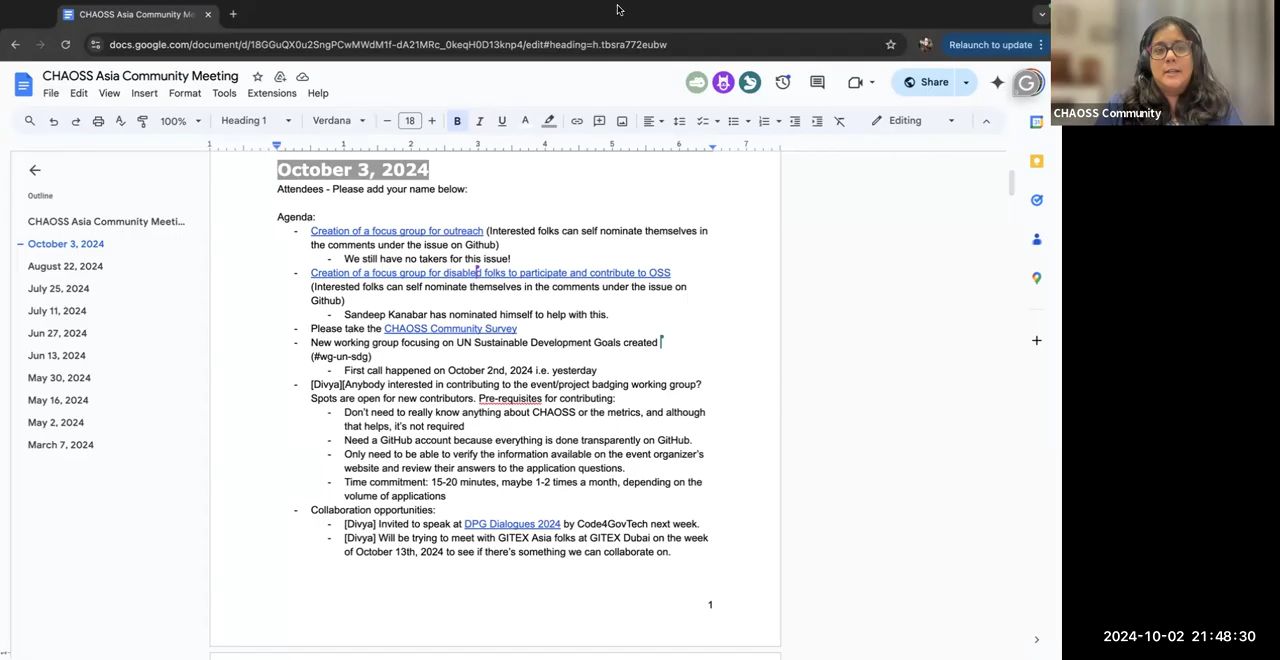 CHAOSS Asia Community Me
docs.google.com/document/d/18GGuQX0u2SngPCwMWdM1f-dA21MRc_0keqH0D13knp4/edit#heading=h.tbsra772eubw
Relaunch to update
CHAOSS Asia Community Meeting
File Edit View Insert Format Tools Extensions Help
Share
100% Heading 1 Verdana 18 Editing
CHAOSS Community
1 1 2 3 4 5 6 7
Outline
CHAOSS Asia Community Meeti...
October 3, 2024
August 22, 2024
July 25, 2024
July 11, 2024
Jun 27, 2024
Jun 13, 2024
May 30, 2024
May 16, 2024
May 2, 2024
March 7, 2024
October 3, 2024
Attendees - Please add your name below:
Agenda:
- Creation of a focus group for outreach (Interested folks can self nominate themselves in
the comments under the issue on Github)
- We still have no takers for this issue!
- Creation of a focus group for disabled folks to participate and contribute to OSS
(Interested folks can self nominate themselves in the comments under the issue on
Github)
- Sandeep Kanabar has nominated himself to help with this.
- Please take the CHAOSS Community Survey
- New working group focusing on UN Sustainable Development Goals created
(#wg-un-sdg)
- First call happened on October 2nd, 2024 i.e. yesterday
- [Divya][Anybody interested in contributing to the event/project badging working group?
Spots are open for new contributors. Pre-requisites for contributing:
- Don't need to really know anything about CHAOSS or the metrics, and although
that helps, it's not required
- Need a GitHub account because everything is done transparently on GitHub.
- Only need to be able to verify the information available on the event organizer's
website and review their answers to the application questions.
- Time commitment: 15-20 minutes, maybe 1-2 times a month, depending on the
volume of applications
- Collaboration opportunities:
- [Divya] Invited to speak at DPG Dialogues 2024 by Code4GovTech next week.
- [Divya] Will be trying to meet with GITEX Asia folks at GITEX Dubai on the week
of October 13th, 2024 to see if there's something we can collaborate on.
1
2024-10-02 21:48:30